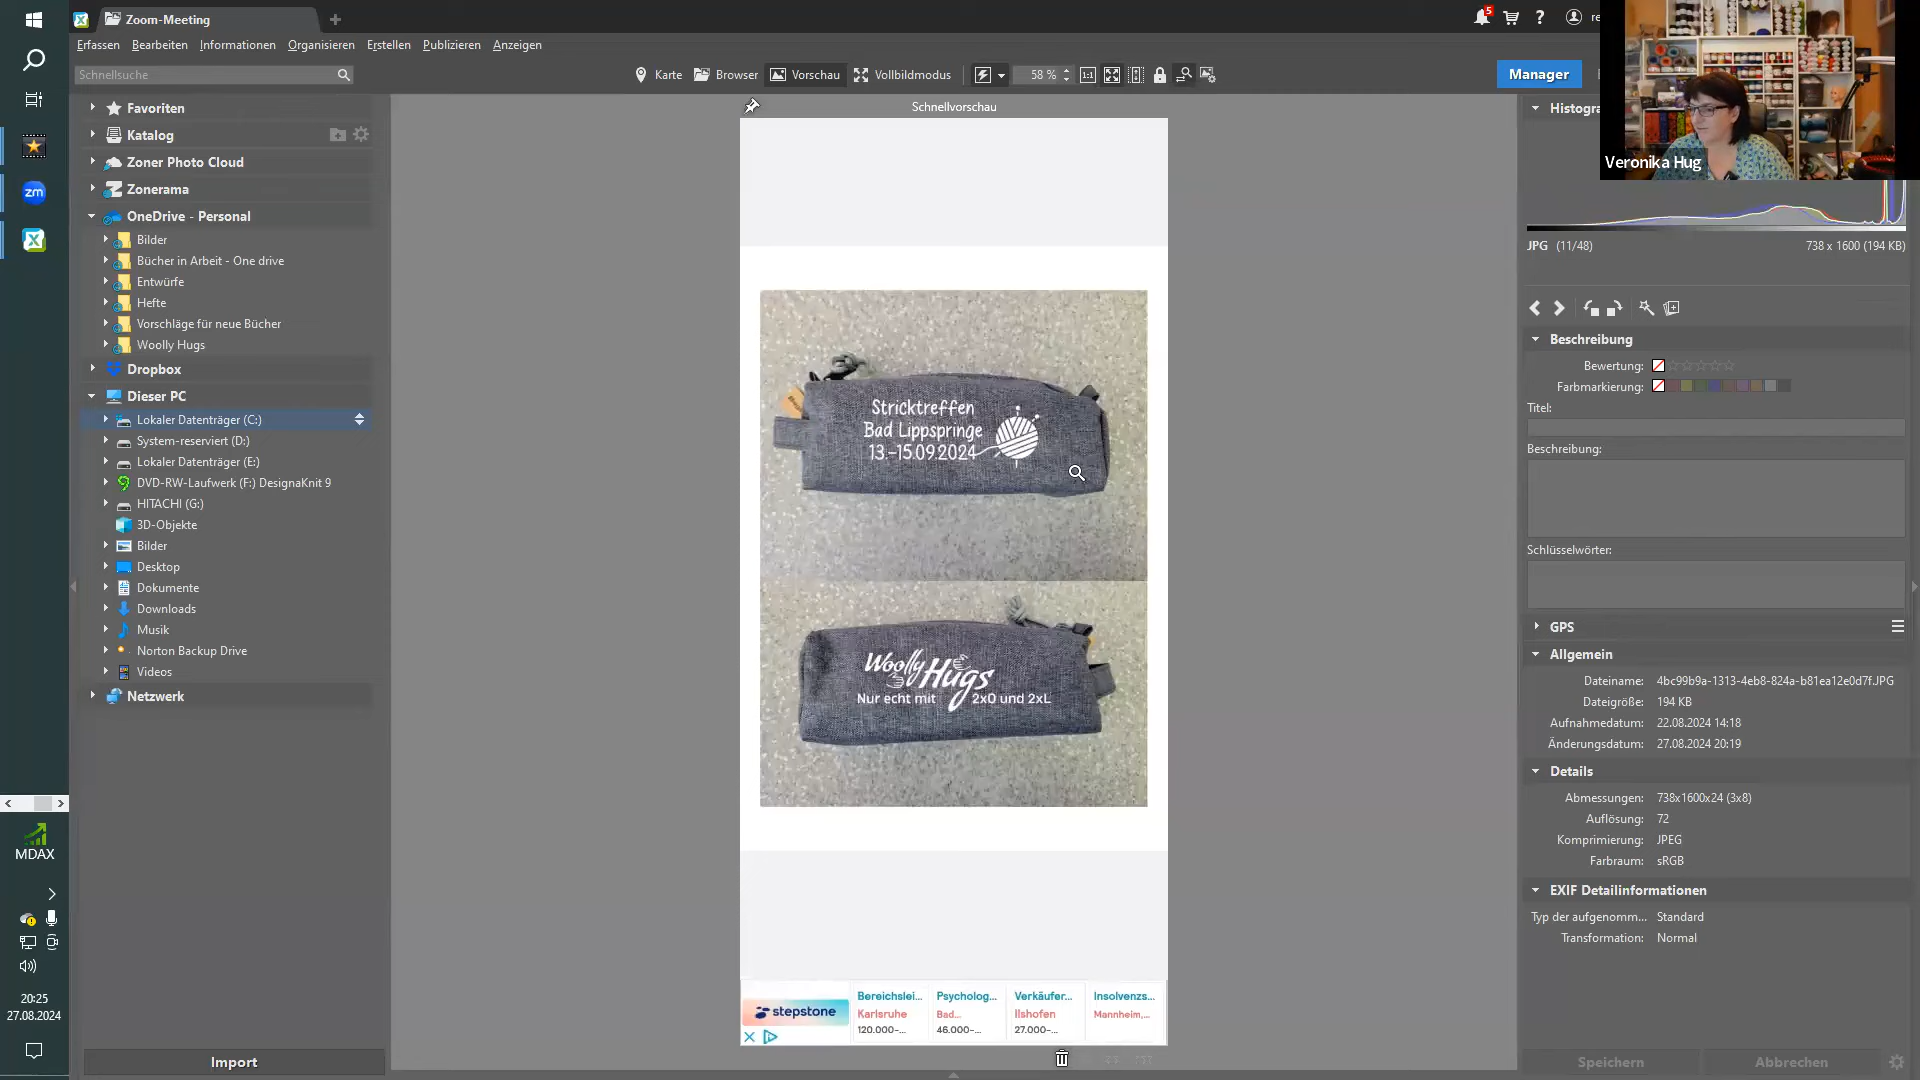 Zoom-Meeting
5
Erfassen Bearbeiten Informationen Organisieren Erstellen Publizieren Anzeigen
Schnellsuche
Karte Browser Vorschau Vollbildmodus 58 % 1:1
Manager
Veronika Hug
Favoriten
Katalog
Zoner Photo Cloud
Zonerama
OneDrive - Personal
Bilder
Bücher in Arbeit - One drive
Entwürfe
Hefte
Vorschläge für neue Bücher
Woolly Hugs
Dropbox
Dieser PC
Lokaler Datenträger (C:)
System-reserviert (D:)
Lokaler Datenträger (E:)
DVD-RW-Laufwerk (F:) DesignaKnit 9
HITACHI (G:)
3D-Objekte
Bilder
Desktop
Dokumente
Downloads
Musik
Norton Backup Drive
Videos
Netzwerk
Import
zm
MDAX
20:25
27.08.2024
Schnellvorschau
Stricktreffen
Bad Lippspringe
13.-15.09.2024
Woolly Hugs
Nur echt mit 2xO und 2xL
stepstone
Bereichslei... Psycholog... Verkäufer... Insolvenzs...
Karlsruhe Bad... Ilshofen Mannheim,...
120.000-... 46.000-... 27.000-...
Histogra
JPG (11/48) 738 x 1600 (194 KB)
Beschreibung
Bewertung:
Farbmarkierung:
Titel:
Beschreibung:
Schlüsselwörter:
GPS
Allgemein
Dateiname: 4bc99b9a-1313-4eb8-824a-b81ea12e0d7f.JPG
Dateigröße: 194 KB
Aufnahmedatum: 22.08.2024 14:18
Änderungsdatum: 27.08.2024 20:19
Details
Abmessungen: 738x1600x24 (3x8)
Auflösung: 72
Komprimierung: JPEG
Farbraum: sRGB
EXIF Detailinformationen
Typ der aufgenomm... Standard
Transformation: Normal
Speichern Abbrechen